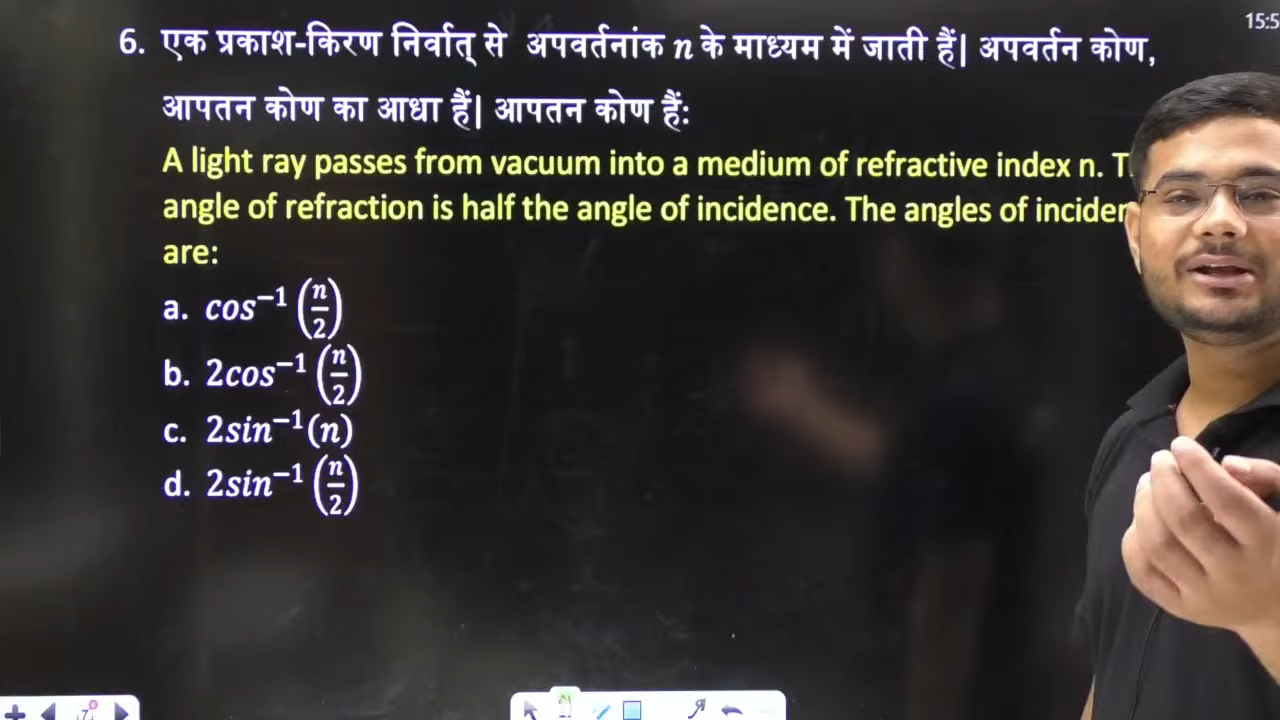 15:5
6. एक प्रकाश-किरण निर्वात् से अपवर्तनांक n के माध्यम में जाती हैं| अपवर्तन कोण,
आपतन कोण का आधा हैं| आपतन कोण हैं:
A light ray passes from vacuum into a medium of refractive index n. T
angle of refraction is half the angle of incidence. The angles of inciden
are:
a. cos⁻¹(n/2)
b. 2cos⁻¹(n/2)
c. 2sin⁻¹(n)
d. 2sin⁻¹(n/2)